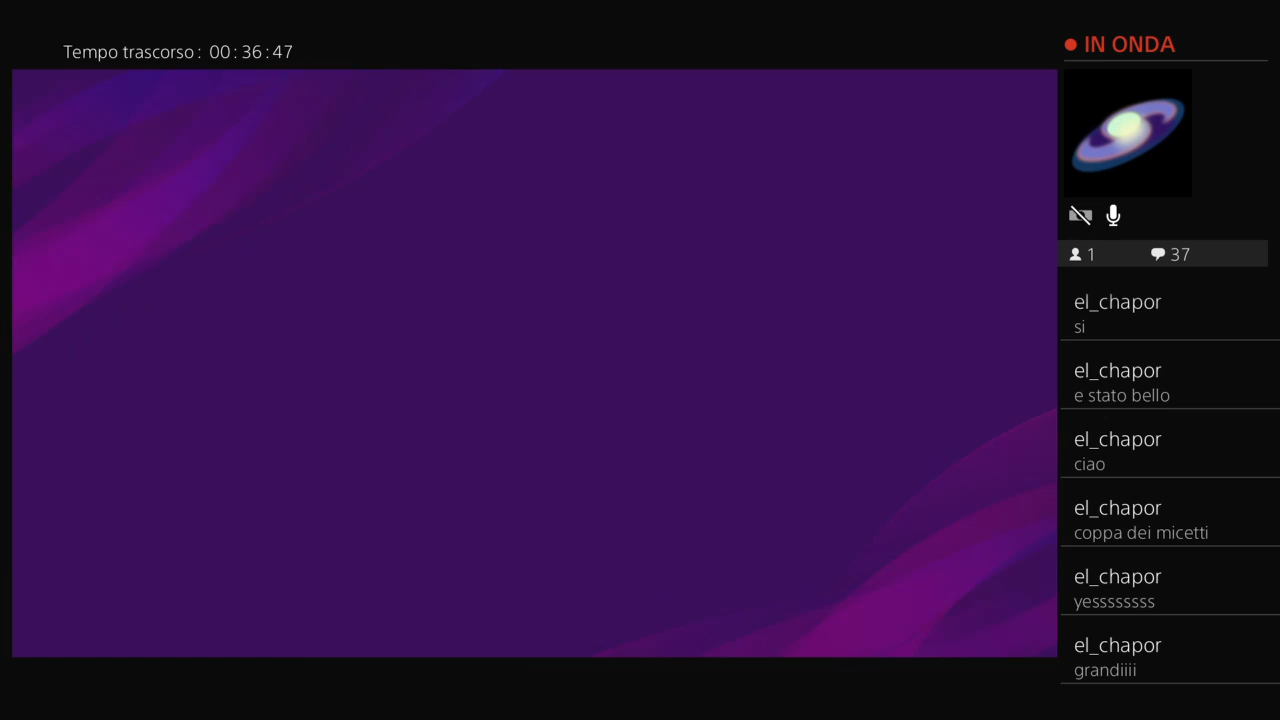 Tempo trascorso: 00:36:47
IN ONDA
1 37
el_chapor
si
el_chapor
e stato bello
el_chapor
ciao
el_chapor
coppa dei micetti
el_chapor
yessssssss
el_chapor
grandiiii